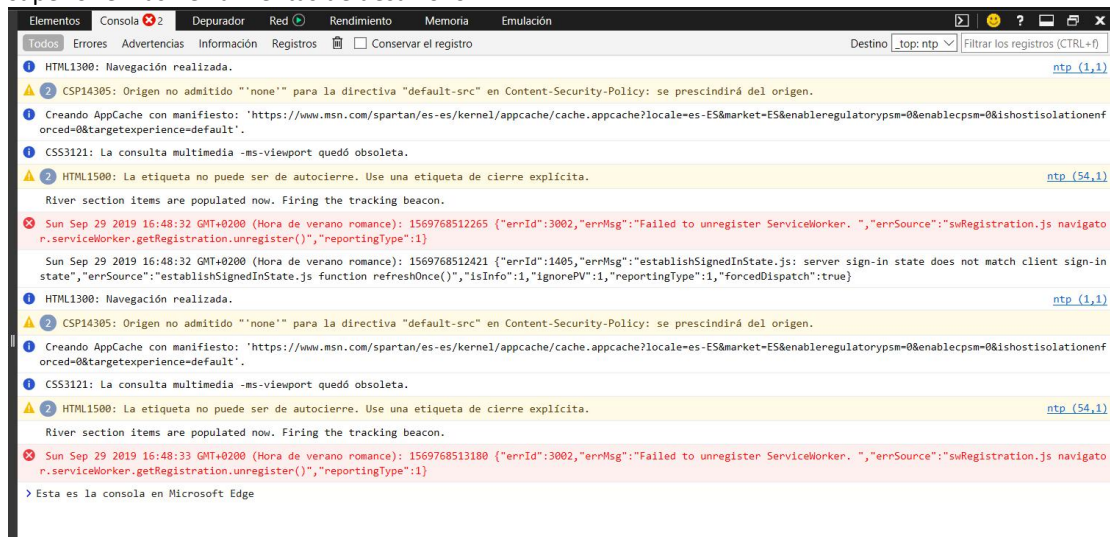 Elementos Consola 2 Depurador Red Rendimiento Memoria Emulación ? X
Todos Errores Advertencias Información Registros Conservar el registro Destino _top: ntp Filtrar los registros (CTRL+f)
HTML1300: Navegación realizada. ntp (1,1)
2 CSP14305: Origen no admitido "'none'" para la directiva "default-src" en Content-Security-Policy: se prescindirá del origen.
Creando AppCache con manifiesto: 'https://www.msn.com/spartan/es-es/kernel/appcache/cache.appcache?locale=es-ES&market=ES&enableregulatorypsm=0&enablecpsm=0&ishostisolationenf
orced=0&targetexperience=default'.
CSS3121: La consulta multimedia -ms-viewport quedó obsoleta.
2 HTML1500: La etiqueta no puede ser de autocierre. Use una etiqueta de cierre explícita. ntp (54,1)
River section items are populated now. Firing the tracking beacon.
Sun Sep 29 2019 16:48:32 GMT+0200 (Hora de verano romance): 1569768512265 {"errId":3002,"errMsg":"Failed to unregister ServiceWorker. ","errSource":"swRegistration.js navigato
r.serviceWorker.getRegistration.unregister()","reportingType":1}
Sun Sep 29 2019 16:48:32 GMT+0200 (Hora de verano romance): 1569768512421 {"errId":1405,"errMsg":"establishSignedInState.js: server sign-in state does not match client sign-in
state","errSource":"establishSignedInState.js function refreshOnce()","isInfo":1,"ignorePV":1,"reportingType":1,"forcedDispatch":true}
HTML1300: Navegación realizada. ntp (1,1)
2 CSP14305: Origen no admitido "'none'" para la directiva "default-src" en Content-Security-Policy: se prescindirá del origen.
Creando AppCache con manifiesto: 'https://www.msn.com/spartan/es-es/kernel/appcache/cache.appcache?locale=es-ES&market=ES&enableregulatorypsm=0&enablecpsm=0&ishostisolationenf
orced=0&targetexperience=default'.
CSS3121: La consulta multimedia -ms-viewport quedó obsoleta.
2 HTML1500: La etiqueta no puede ser de autocierre. Use una etiqueta de cierre explícita. ntp (54,1)
River section items are populated now. Firing the tracking beacon.
Sun Sep 29 2019 16:48:33 GMT+0200 (Hora de verano romance): 1569768513180 {"errId":3002,"errMsg":"Failed to unregister ServiceWorker. ","errSource":"swRegistration.js navigato
r.serviceWorker.getRegistration.unregister()","reportingType":1}
> Esta es la consola en Microsoft Edge